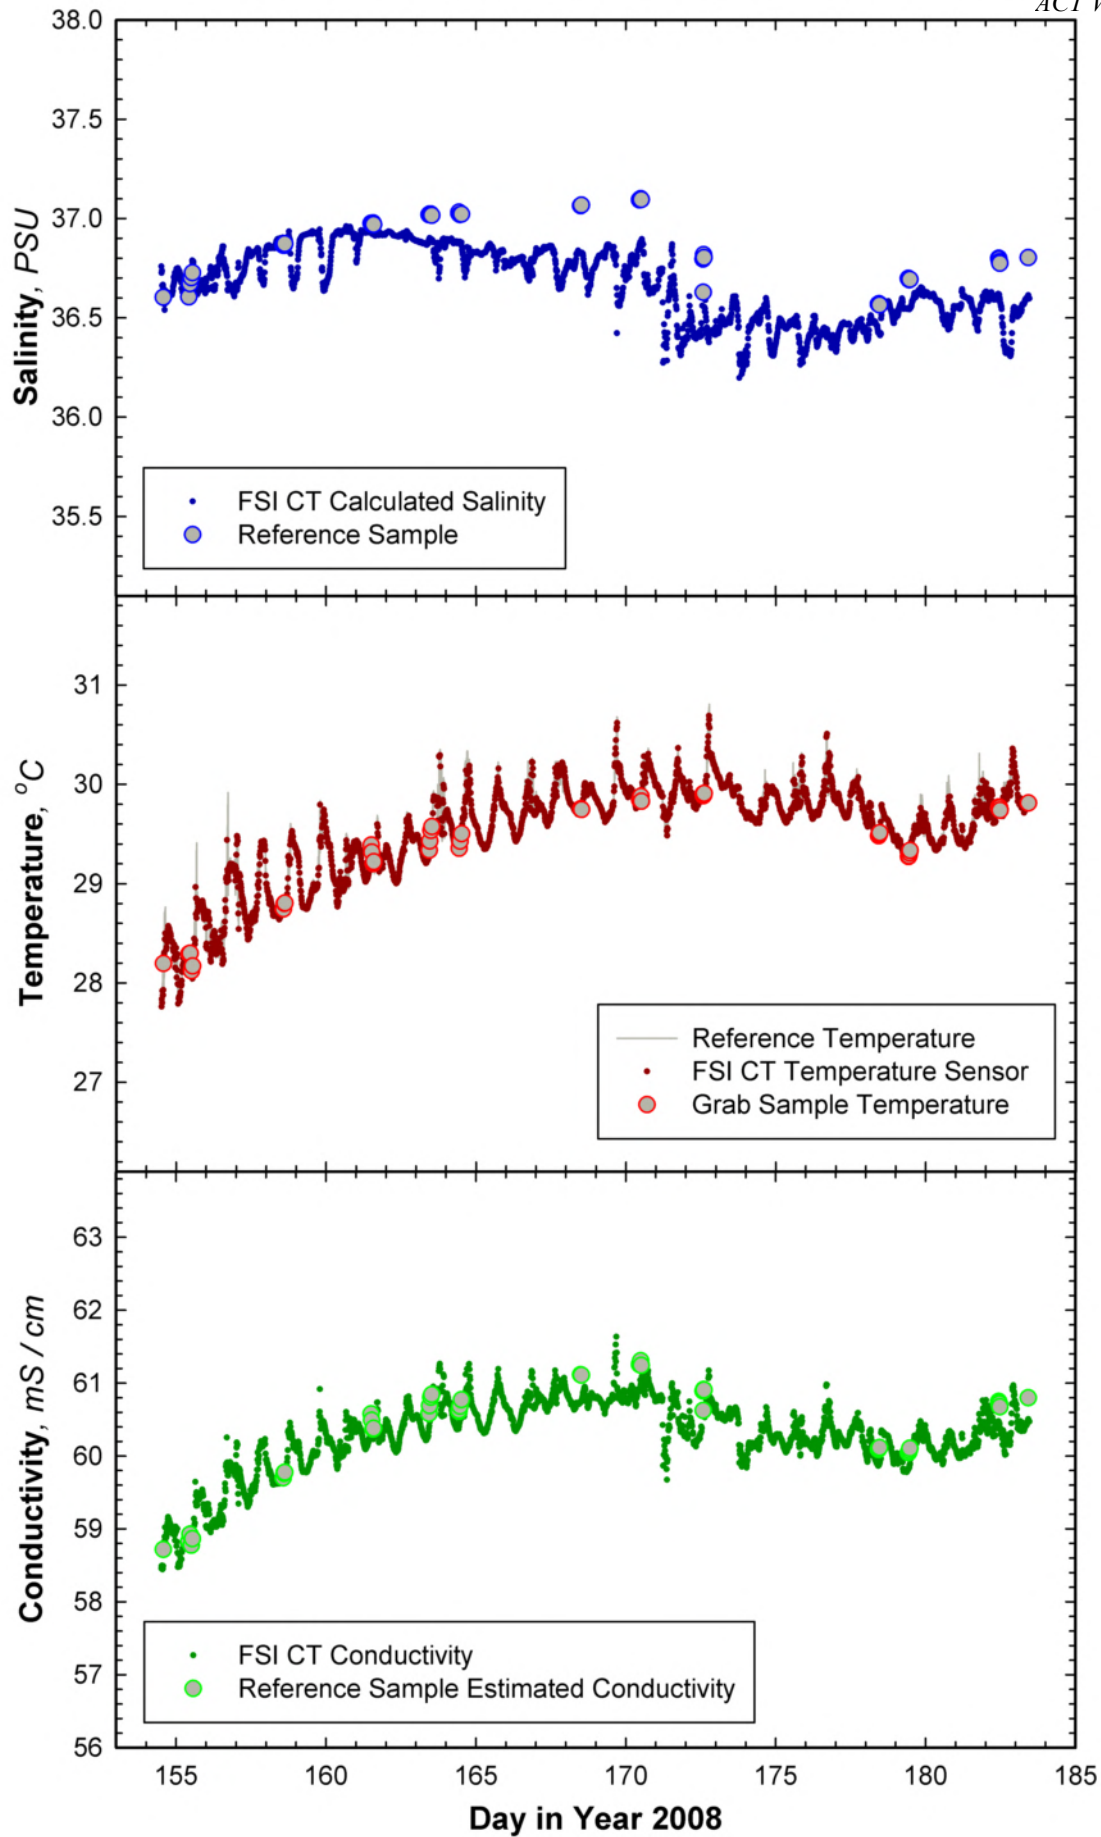 ACT V
38.0
37.5
37.0
36.5
36.0
35.5
Salinity, PSU
FSI CT Calculated Salinity
Reference Sample
31
30
29
28
27
Temperature, °C
Reference Temperature
FSI CT Temperature Sensor
Grab Sample Temperature
63
62
61
60
59
58
57
56
Conductivity, mS / cm
FSI CT Conductivity
Reference Sample Estimated Conductivity
155 160 165 170 175 180 185
Day in Year 2008